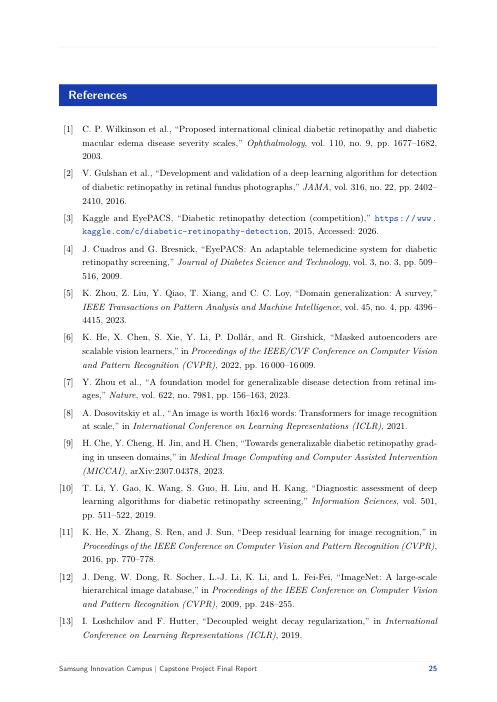 References
[1] C. P. Wilkinson et al., “Proposed international clinical diabetic retinopathy and diabetic
macular edema disease severity scales,” Ophthalmology, vol. 110, no. 9, pp. 1677–1682,
2003.
[2] V. Gulshan et al., “Development and validation of a deep learning algorithm for detection
of diabetic retinopathy in retinal fundus photographs,” JAMA, vol. 316, no. 22, pp. 2402–
2410, 2016.
[3] Kaggle and EyePACS, “Diabetic retinopathy detection (competition),” https://www.
kaggle.com/c/diabetic-retinopathy-detection, 2015, Accessed: 2026.
[4] J. Cuadros and G. Bresnick, “EyePACS: An adaptable telemedicine system for diabetic
retinopathy screening,” Journal of Diabetes Science and Technology, vol. 3, no. 3, pp. 509–
516, 2009.
[5] K. Zhou, Z. Liu, Y. Qiao, T. Xiang, and C. C. Loy, “Domain generalization: A survey,”
IEEE Transactions on Pattern Analysis and Machine Intelligence, vol. 45, no. 4, pp. 4396–
4415, 2023.
[6] K. He, X. Chen, S. Xie, Y. Li, P. Dollár, and R. Girshick, “Masked autoencoders are
scalable vision learners,” in Proceedings of the IEEE/CVF Conference on Computer Vision
and Pattern Recognition (CVPR), 2022, pp. 16 000–16 009.
[7] Y. Zhou et al., “A foundation model for generalizable disease detection from retinal im-
ages,” Nature, vol. 622, no. 7981, pp. 156–163, 2023.
[8] A. Dosovitskiy et al., “An image is worth 16x16 words: Transformers for image recognition
at scale,” in International Conference on Learning Representations (ICLR), 2021.
[9] H. Che, Y. Cheng, H. Jin, and H. Chen, “Towards generalizable diabetic retinopathy grad-
ing in unseen domains,” in Medical Image Computing and Computer Assisted Intervention
(MICCAI), arXiv:2307.04378, 2023.
[10] T. Li, Y. Gao, K. Wang, S. Guo, H. Liu, and H. Kang, “Diagnostic assessment of deep
learning algorithms for diabetic retinopathy screening,” Information Sciences, vol. 501,
pp. 511–522, 2019.
[11] K. He, X. Zhang, S. Ren, and J. Sun, “Deep residual learning for image recognition,” in
Proceedings of the IEEE Conference on Computer Vision and Pattern Recognition (CVPR),
2016, pp. 770–778.
[12] J. Deng, W. Dong, R. Socher, L.-J. Li, K. Li, and L. Fei-Fei, “ImageNet: A large-scale
hierarchical image database,” in Proceedings of the IEEE Conference on Computer Vision
and Pattern Recognition (CVPR), 2009, pp. 248–255.
[13] I. Loshchilov and F. Hutter, “Decoupled weight decay regularization,” in International
Conference on Learning Representations (ICLR), 2019.
Samsung Innovation Campus | Capstone Project Final Report 25